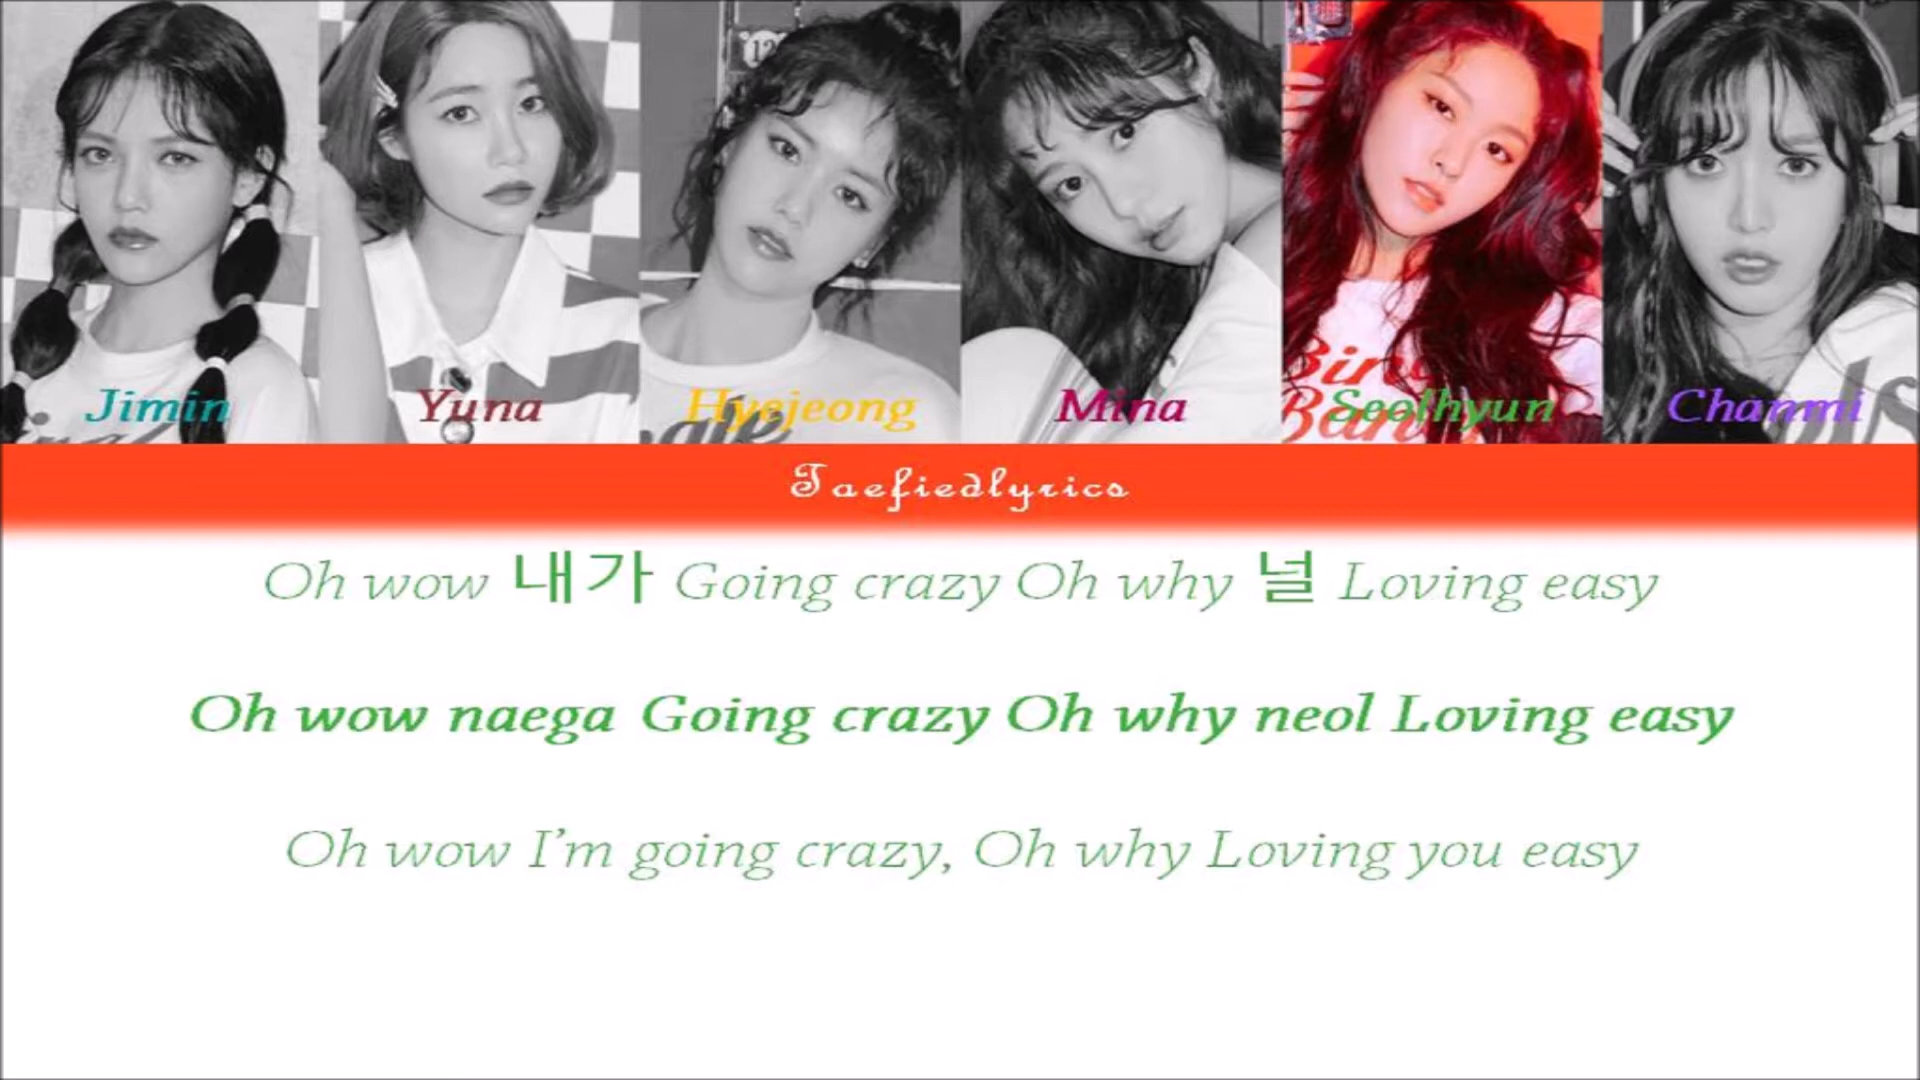 12
Jimin
Yuna
Hyejeong
Mina
Seolhyun
Chanmi
Taefiedlyrics
Oh wow 내가 Going crazy Oh why 널 Loving easy
Oh wow naega Going crazy Oh why neol Loving easy
Oh wow I’m going crazy, Oh why Loving you easy